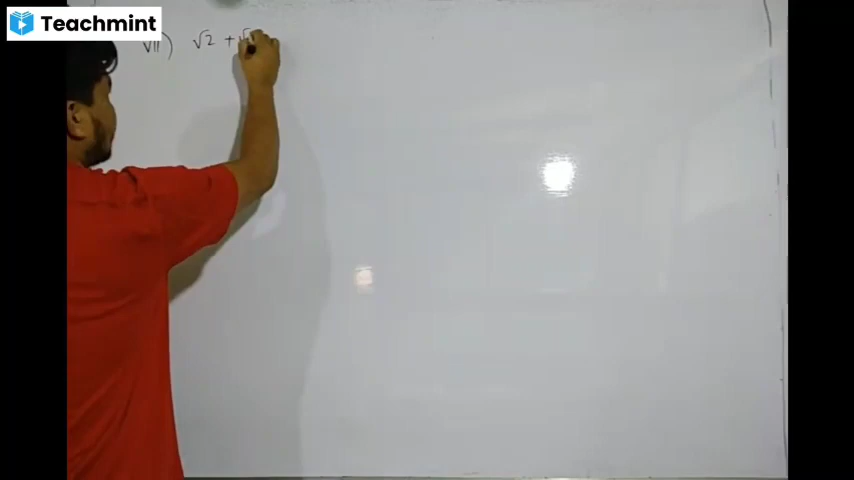 Teachmint
vii) √2 + √